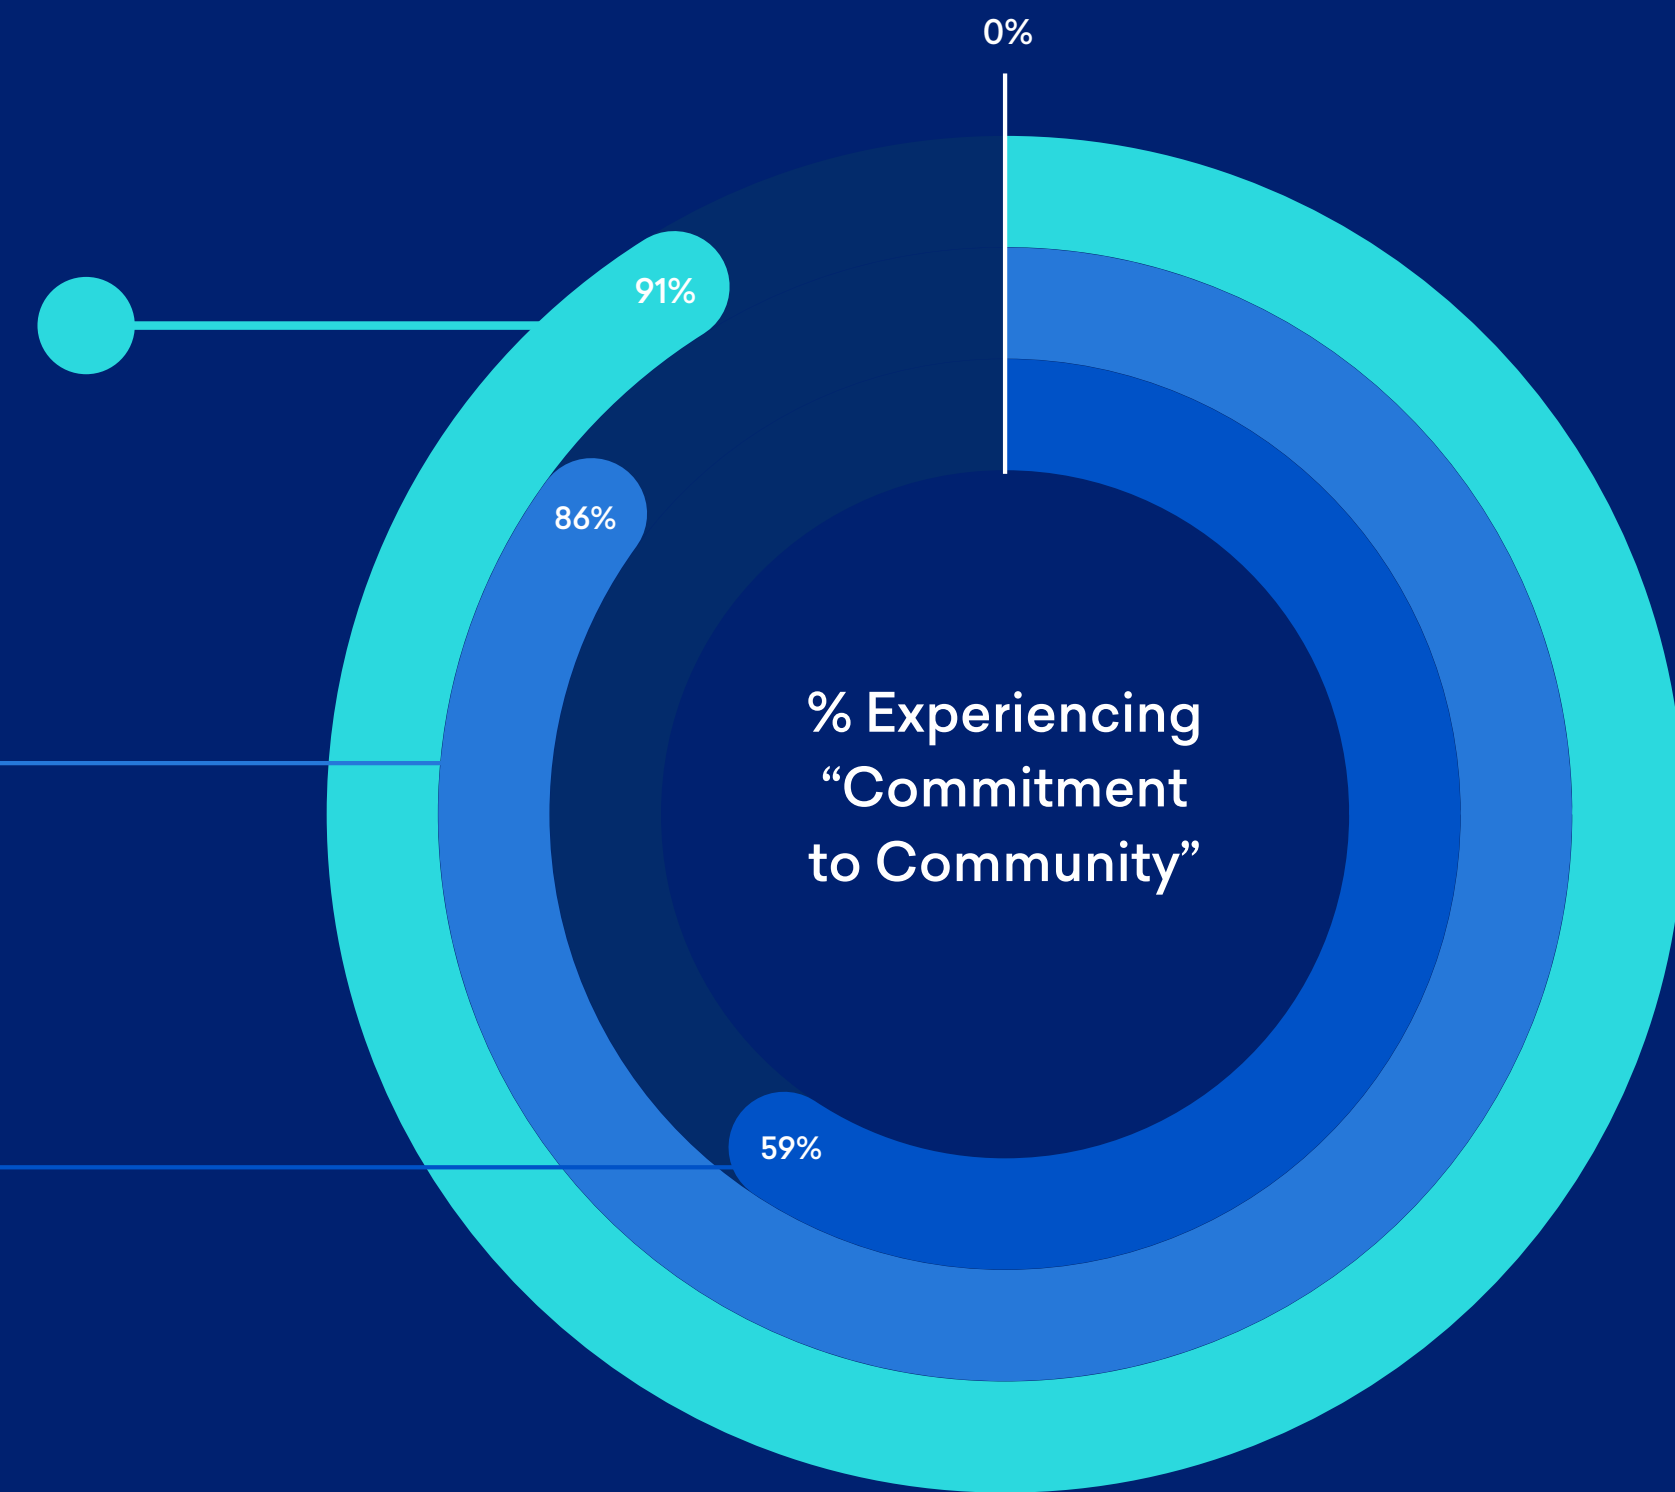 0%
91%
86%
% Experiencing
“Commitment
to Community”
59%